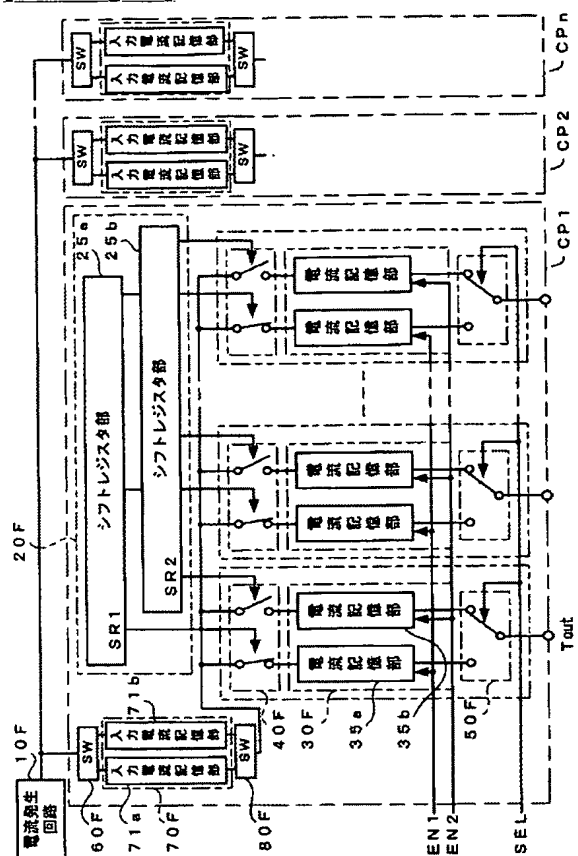 電流発生
回路
10F
20F
25a
25b
シフトレジスタ部
SR1
シフトレジスタ部
SR2
SW
60F
71a
入力電流記憶部
71b
入力電流記憶部
70F
SW
80F
40F
30F
電流記憶部
35a
電流記憶部
35b
50F
電流記憶部
電流記憶部
電流記憶部
電流記憶部
EN1
EN2
SEL
Tout
CP1
SW
入力電流記憶部
入力電流記憶部
SW
CP2
SW
入力電流記憶部
入力電流記憶部
SW
CPn